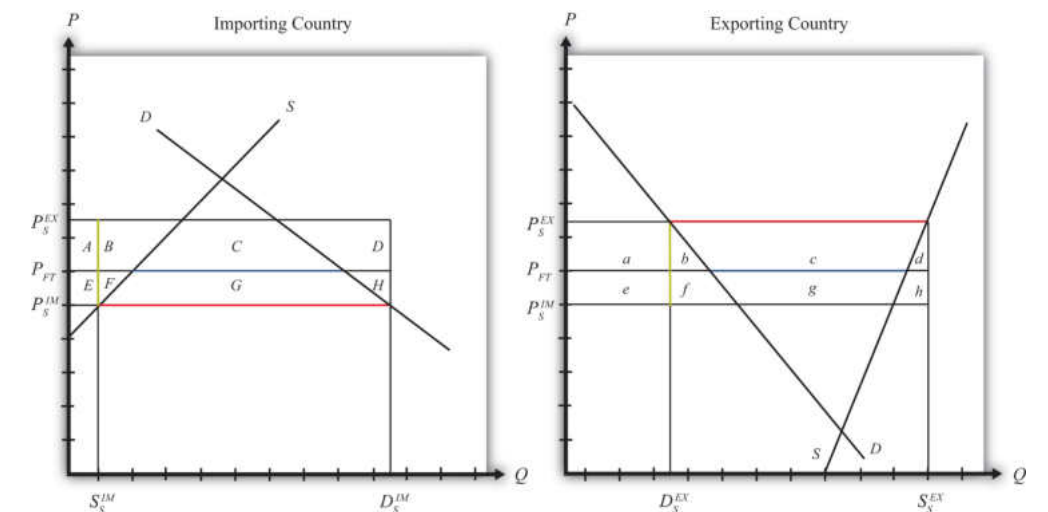 P Importing Country
D S
P_S^EX
A B C D
P_FT
E F G H
P_S^IM
Q
S_S^IM D_S^IM
P Exporting Country
P_S^EX
a b c d
P_FT
e f g h
P_S^IM
S D
Q
D_S^EX S_S^EX